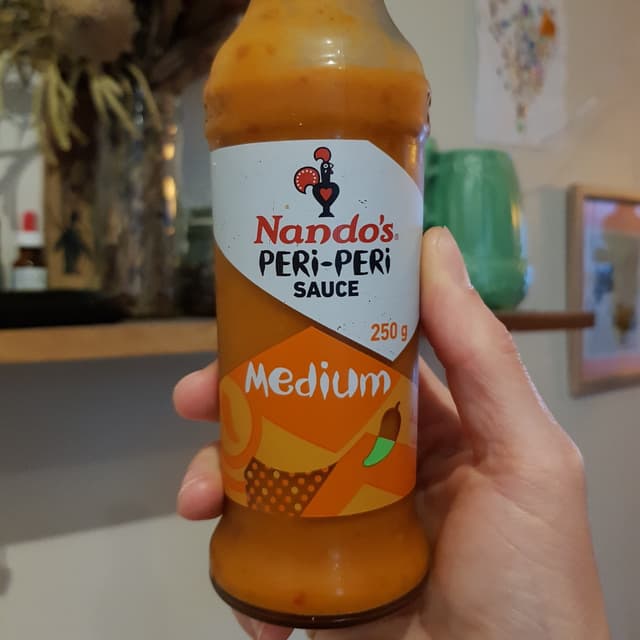 Nando's®
PERi-PERi
SAUCE
250 g
Medium